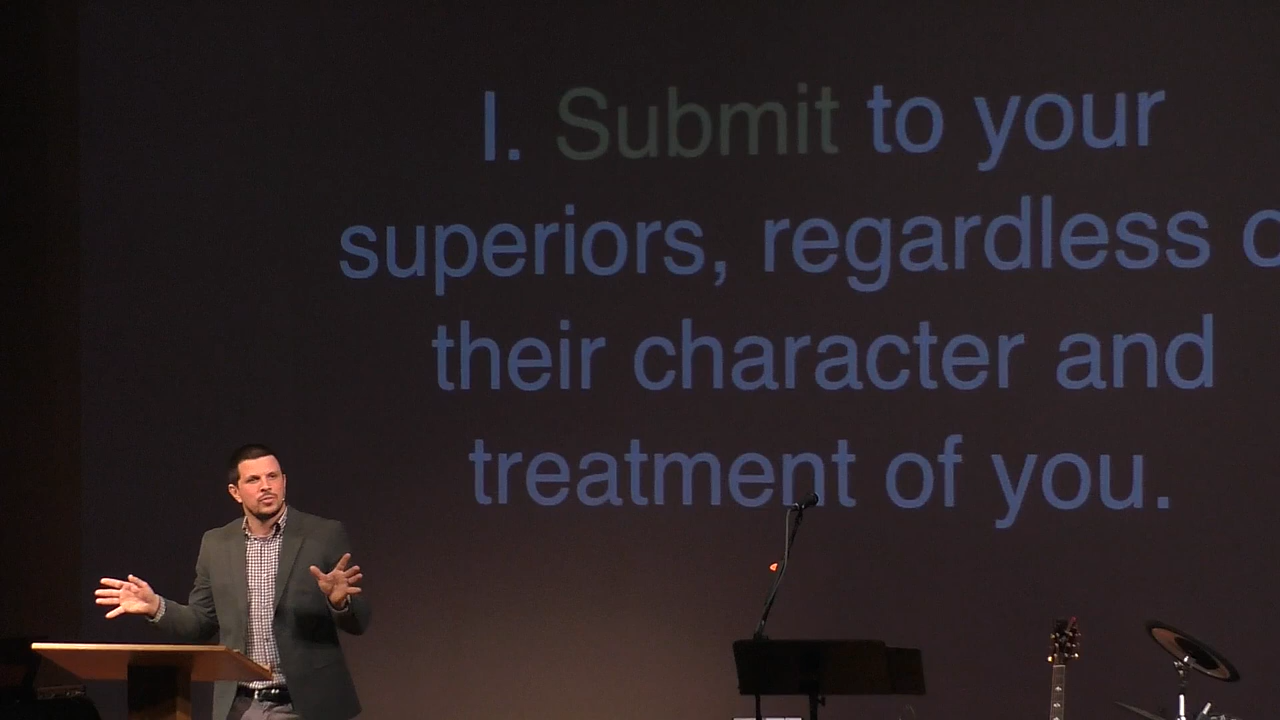 I. Submit to your
superiors, regardless
their character and
treatment of you.